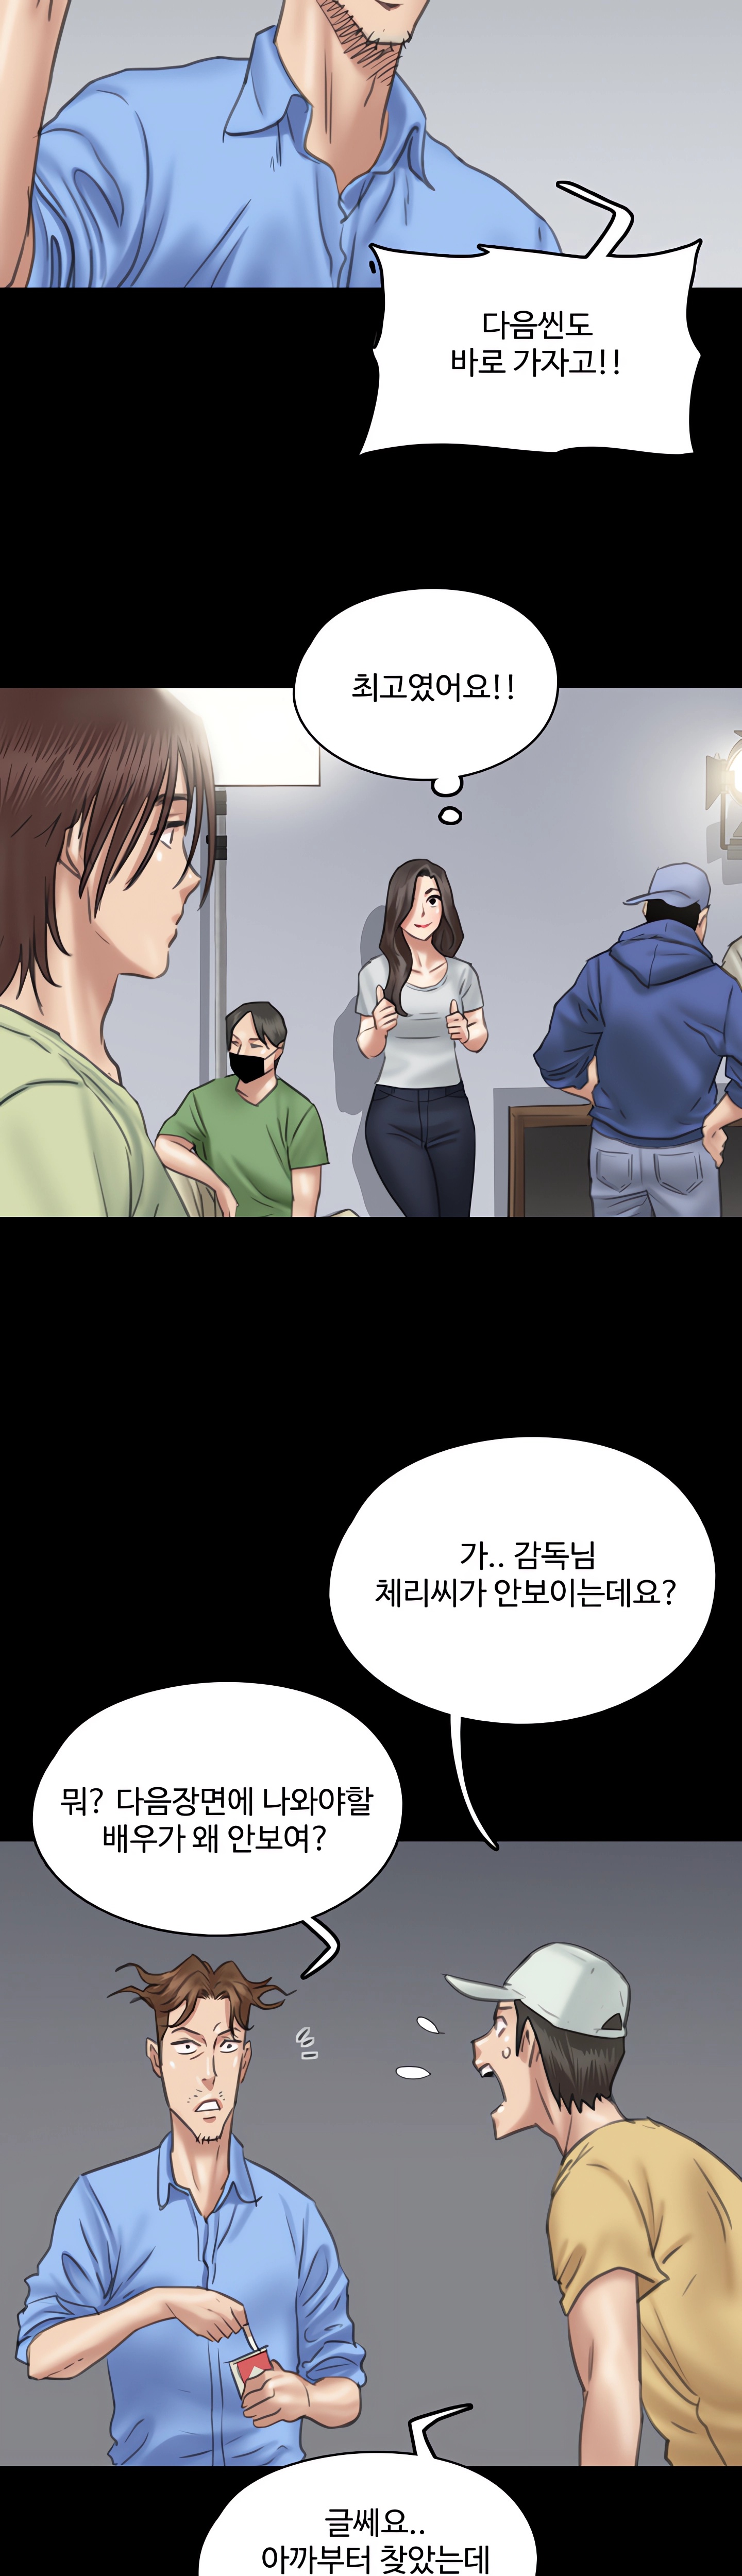 다음씬도
바로 가자고!!
최고였어요!!
가.. 감독님
체리씨가 안보이는데요?
뭐? 다음장면에 나와야할
배우가 왜 안보여?
글쎄요..
아까부터 찾았는데